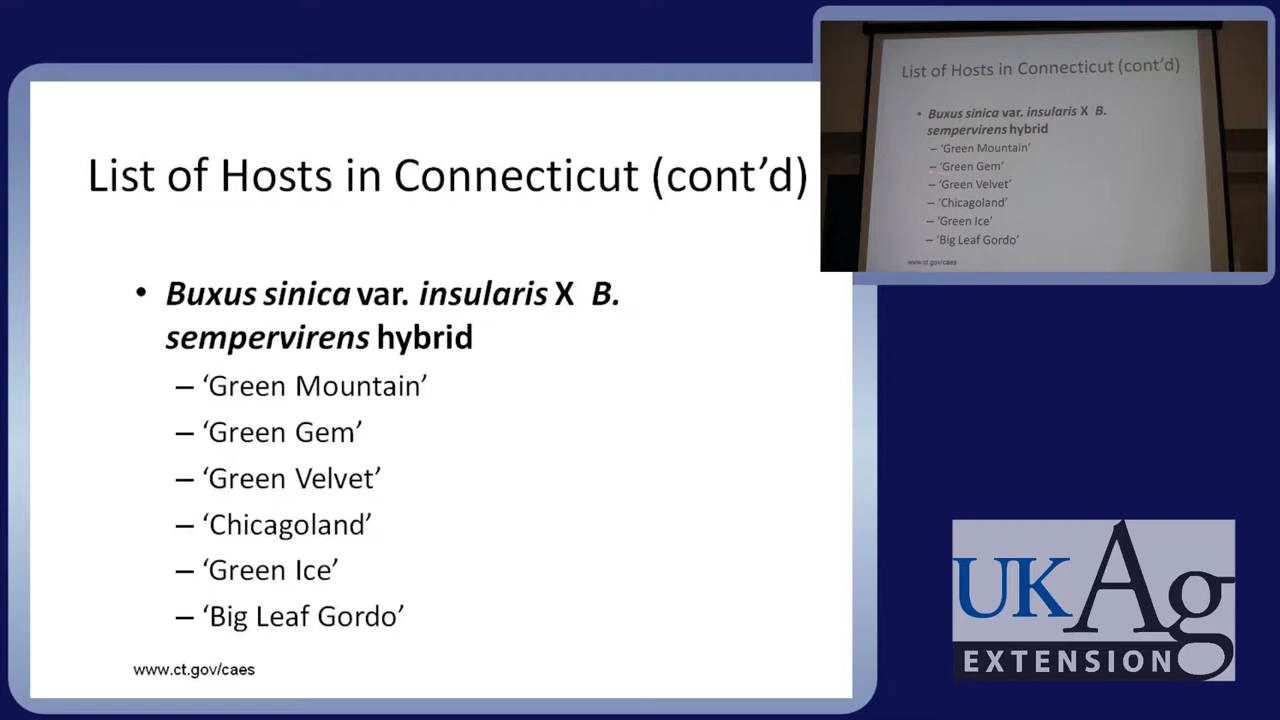 List of Hosts in Connecticut (cont’d)
• Buxus sinica var. insularis X B.
sempervirens hybrid
– ‘Green Mountain’
– ‘Green Gem’
– ‘Green Velvet’
– ‘Chicagoland’
– ‘Green Ice’
– ‘Big Leaf Gordo’
www.ct.gov/caes
List of Hosts in Connecticut (cont’d)
• Buxus sinica var. insularis X B.
sempervirens hybrid
– ‘Green Mountain’
– ‘Green Gem’
– ‘Green Velvet’
– ‘Chicagoland’
– ‘Green Ice’
– ‘Big Leaf Gordo’
www.ct.gov/caes
UKAg
EXTENSION